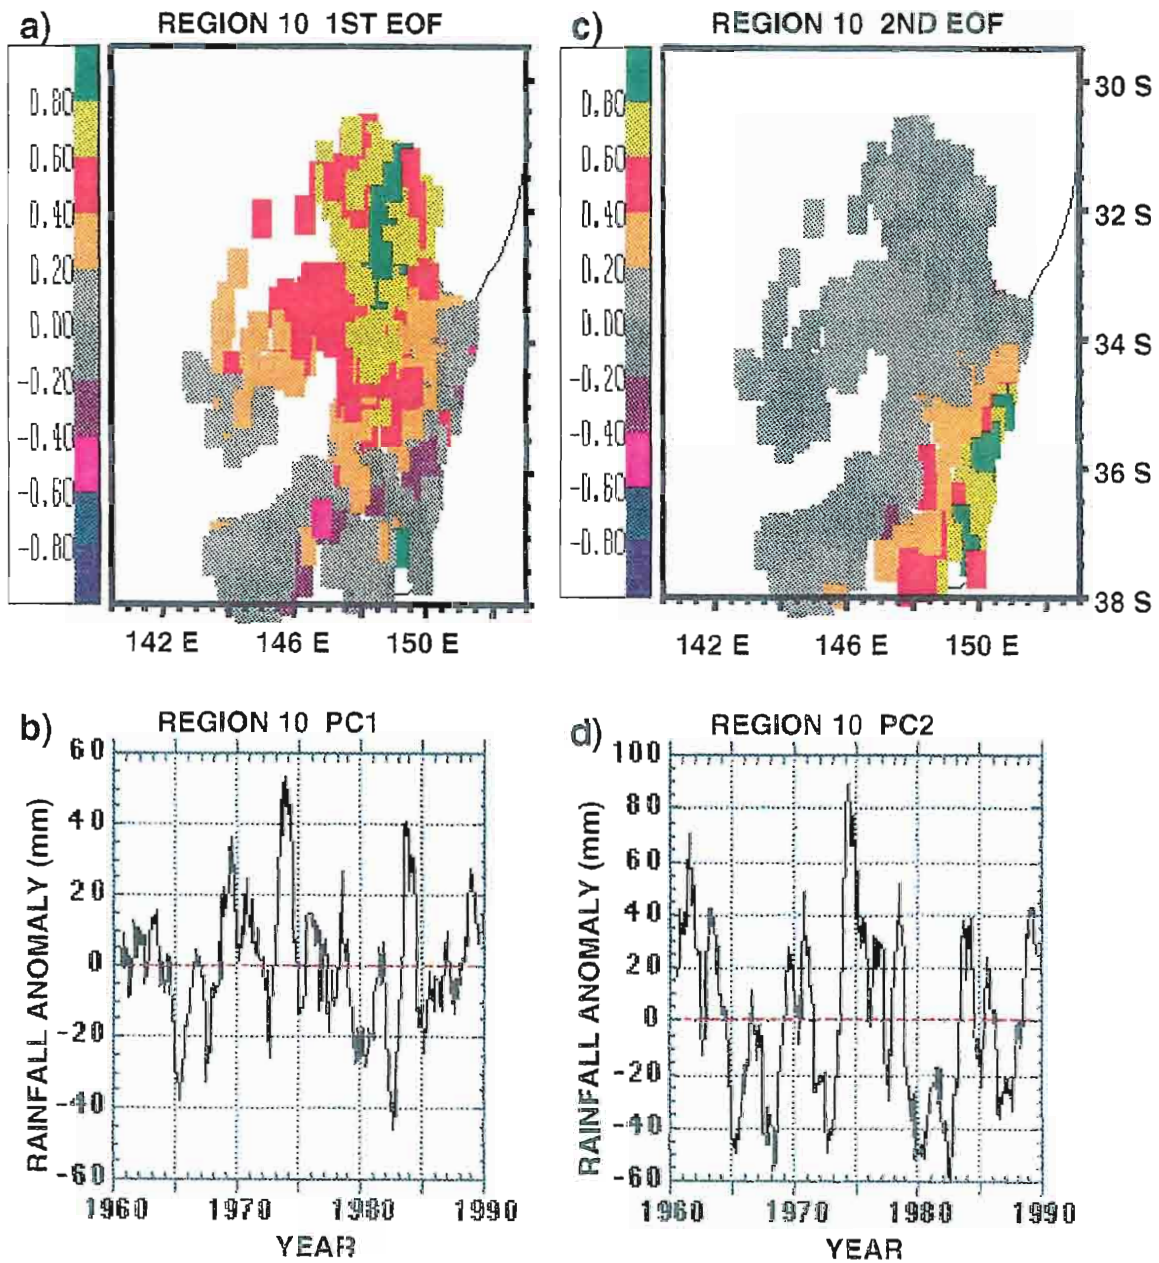 a) REGION 10 1ST EOF
0.80
0.60
0.40
0.20
0.00
-0.20
-0.40
-0.60
-0.80
142 E 146 E 150 E
c) REGION 10 2ND EOF
0.80
0.60
0.40
0.20
0.00
-0.20
-0.40
-0.60
-0.80
30 S
32 S
34 S
36 S
38 S
142 E 146 E 150 E
b) REGION 10 PC1
RAINFALL ANOMALY (mm)
60
40
20
0
-20
-40
-60
1960 1970 1980 1990
YEAR
d) REGION 10 PC2
RAINFALL ANOMALY (mm)
100
80
60
40
20
0
-20
-40
-60
1960 1970 1980 1990
YEAR